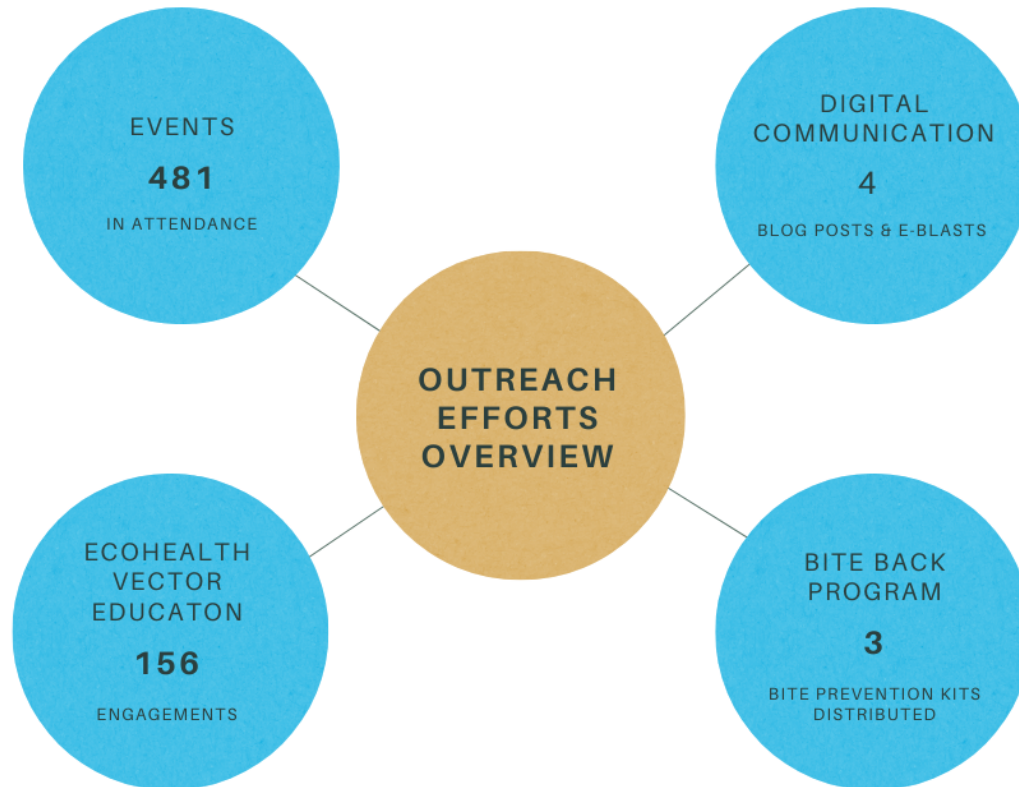 EVENTS
481
IN ATTENDANCE
DIGITAL
COMMUNICATION
4
BLOG POSTS & E-BLASTS
OUTREACH
EFFORTS
OVERVIEW
ECOHEALTH
VECTOR
EDUCATON
156
ENGAGEMENTS
BITE BACK
PROGRAM
3
BITE PREVENTION KITS
DISTRIBUTED